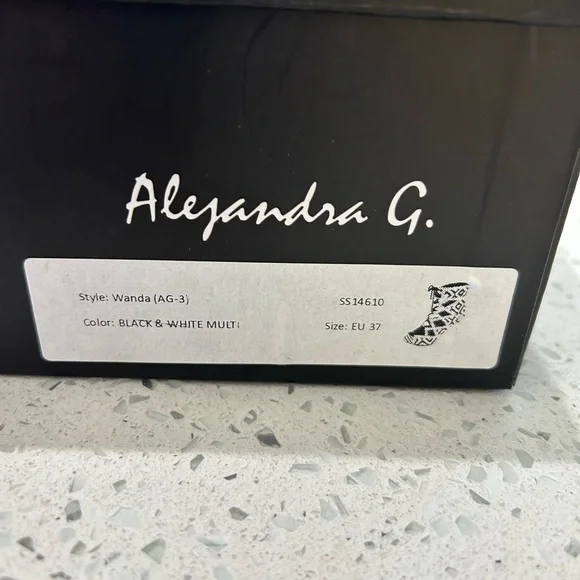 Alejandra G.
Style: Wanda (AG-3) SS14610
Color: BLACK & WHITE MULTI Size: EU 37